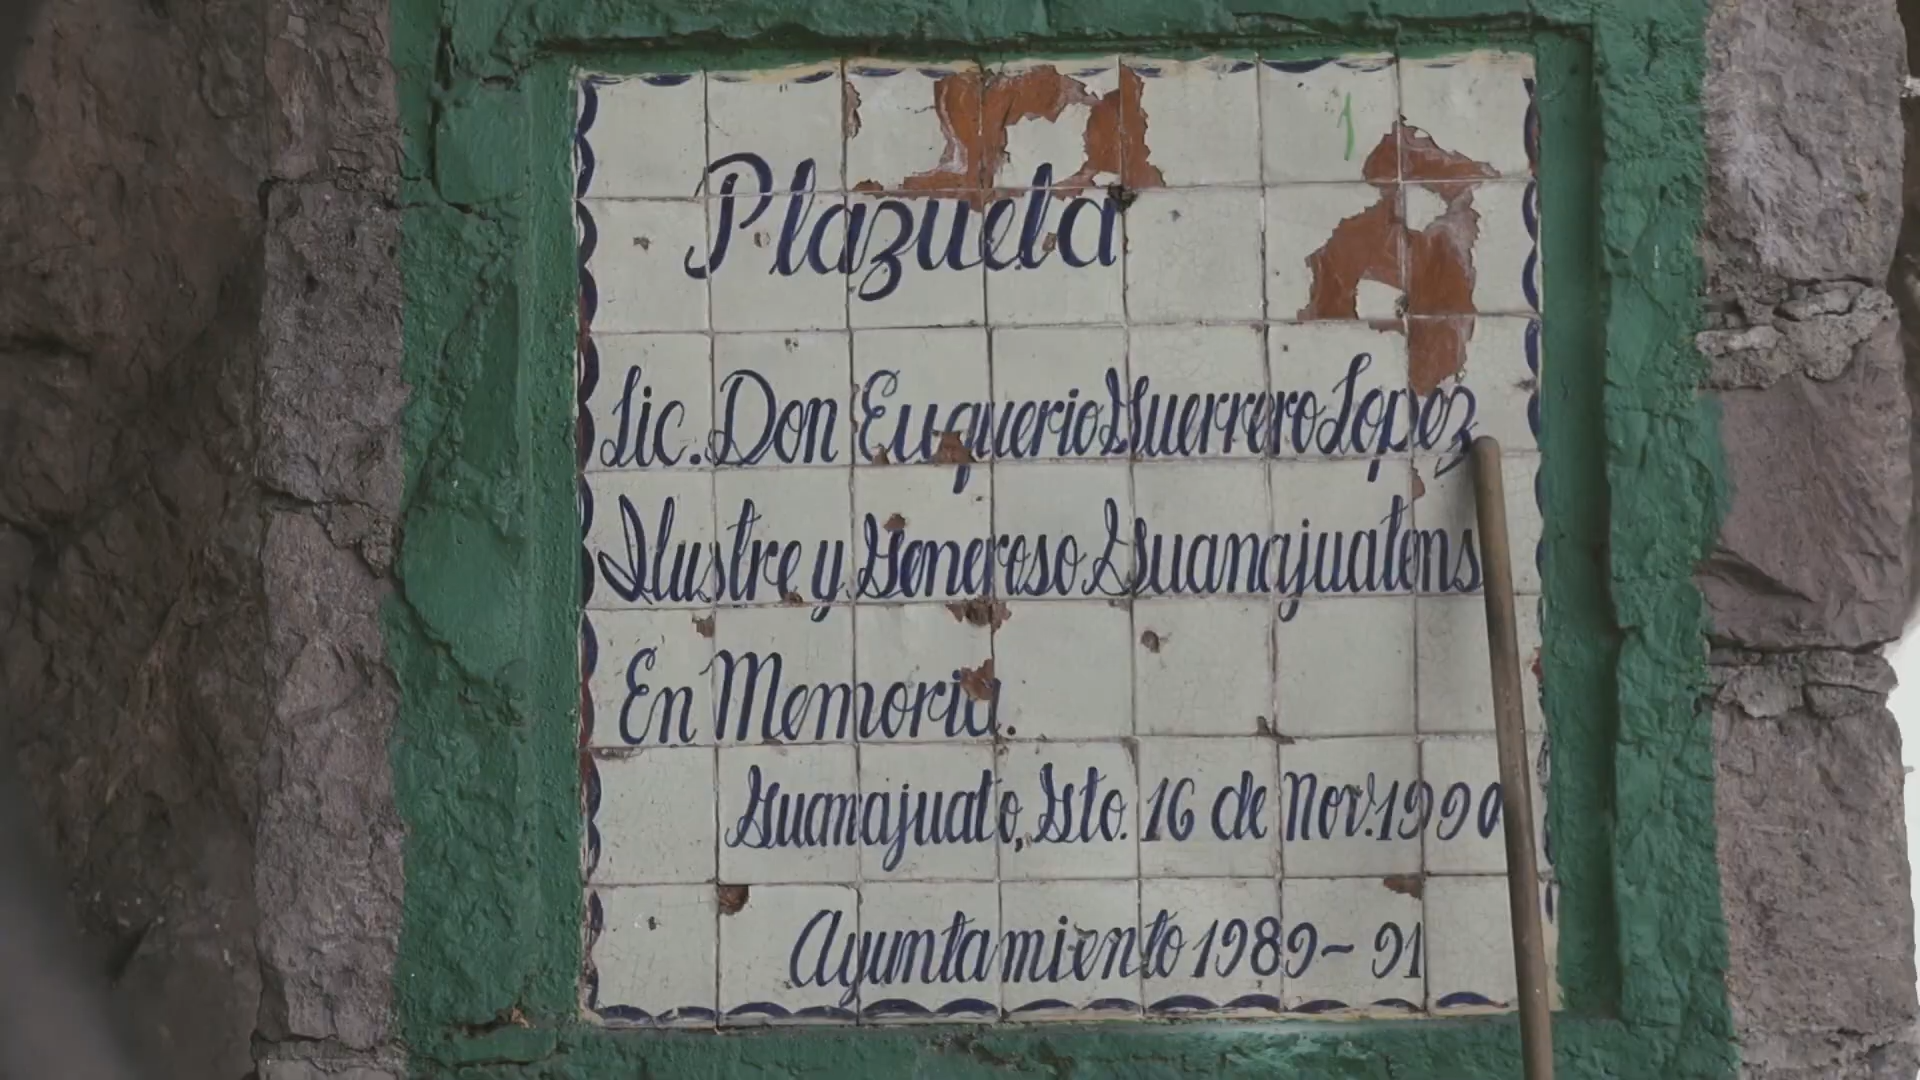 Plazuela
Lic. Don Euquerio Guerrero Lopez
Ilustre y Generoso Guanajuatens
En Memoria.
Guanajuato, Gto. 16 de Nov. 1990
Ayuntamiento 1989~91